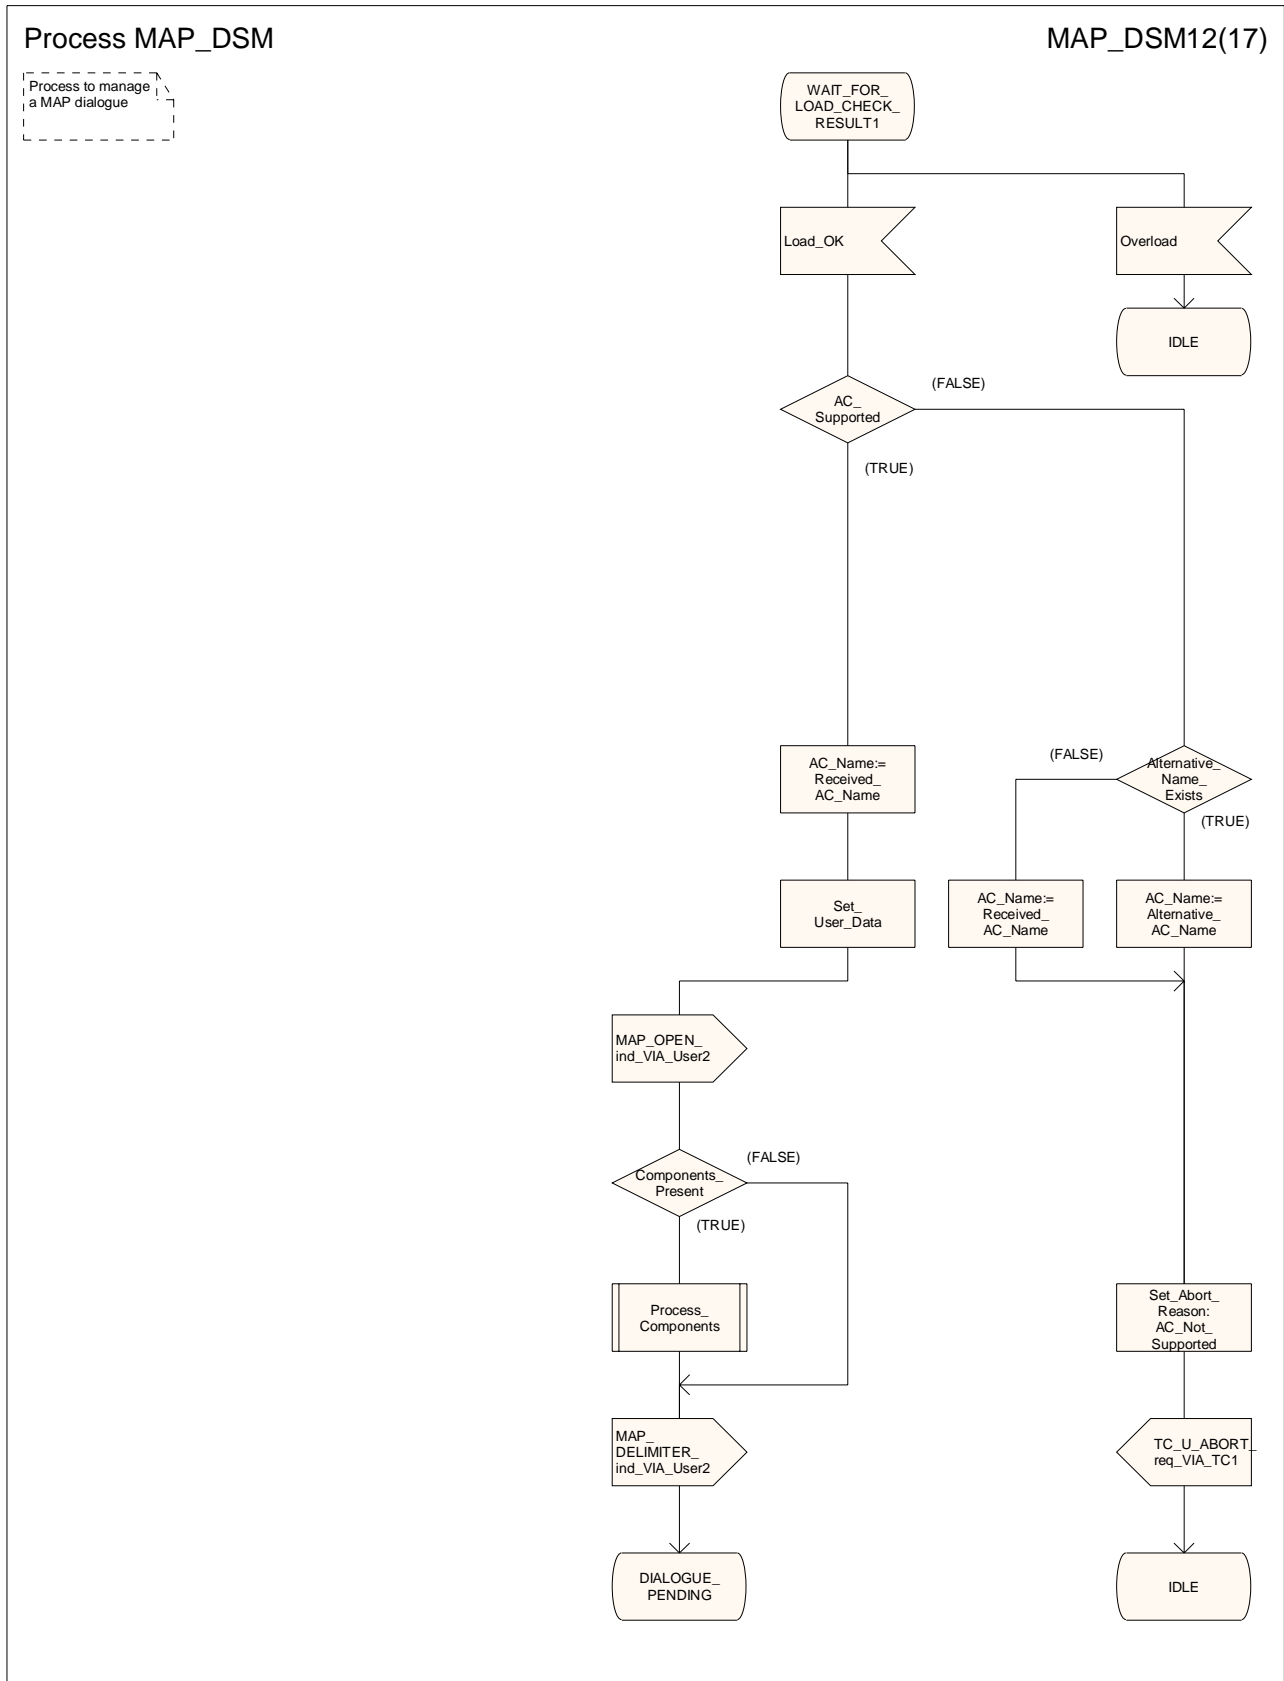 Process MAP_DSM
MAP_DSM12(17)
Process to manage
a MAP dialogue
WAIT_FOR_
LOAD_CHECK_
RESULT1
Load_OK
Overload
IDLE
AC_
Supported
(FALSE)
(TRUE)
AC_Name:=
Received_
AC_Name
(FALSE)
Alternative_
Name_
Exists
(TRUE)
Set_
User_Data
AC_Name:=
Received_
AC_Name
AC_Name:=
Alternative_
AC_Name
MAP_OPEN_
ind_VIA_User2
Components_
Present
(FALSE)
(TRUE)
Process_
Components
Set_Abort_
Reason:
AC_Not_
Supported
MAP_
DELIMITER_
ind_VIA_User2
TC_U_ABORT_
req_VIA_TC1
DIALOGUE_
PENDING
IDLE